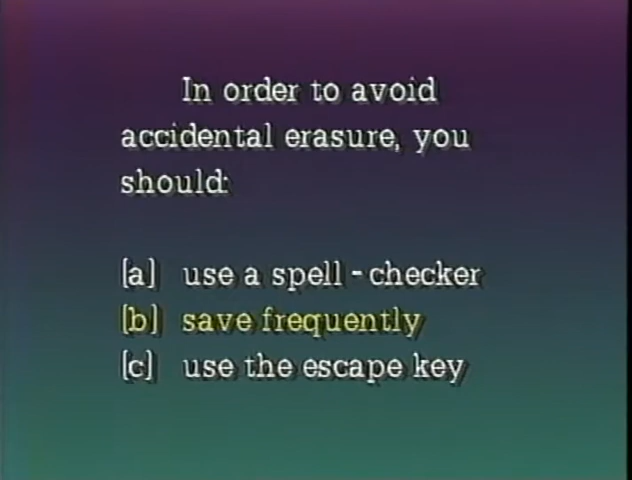 In order to avoid
accidental erasure, you
should:
(a) use a spell - checker
(b) save frequently
(c) use the escape key